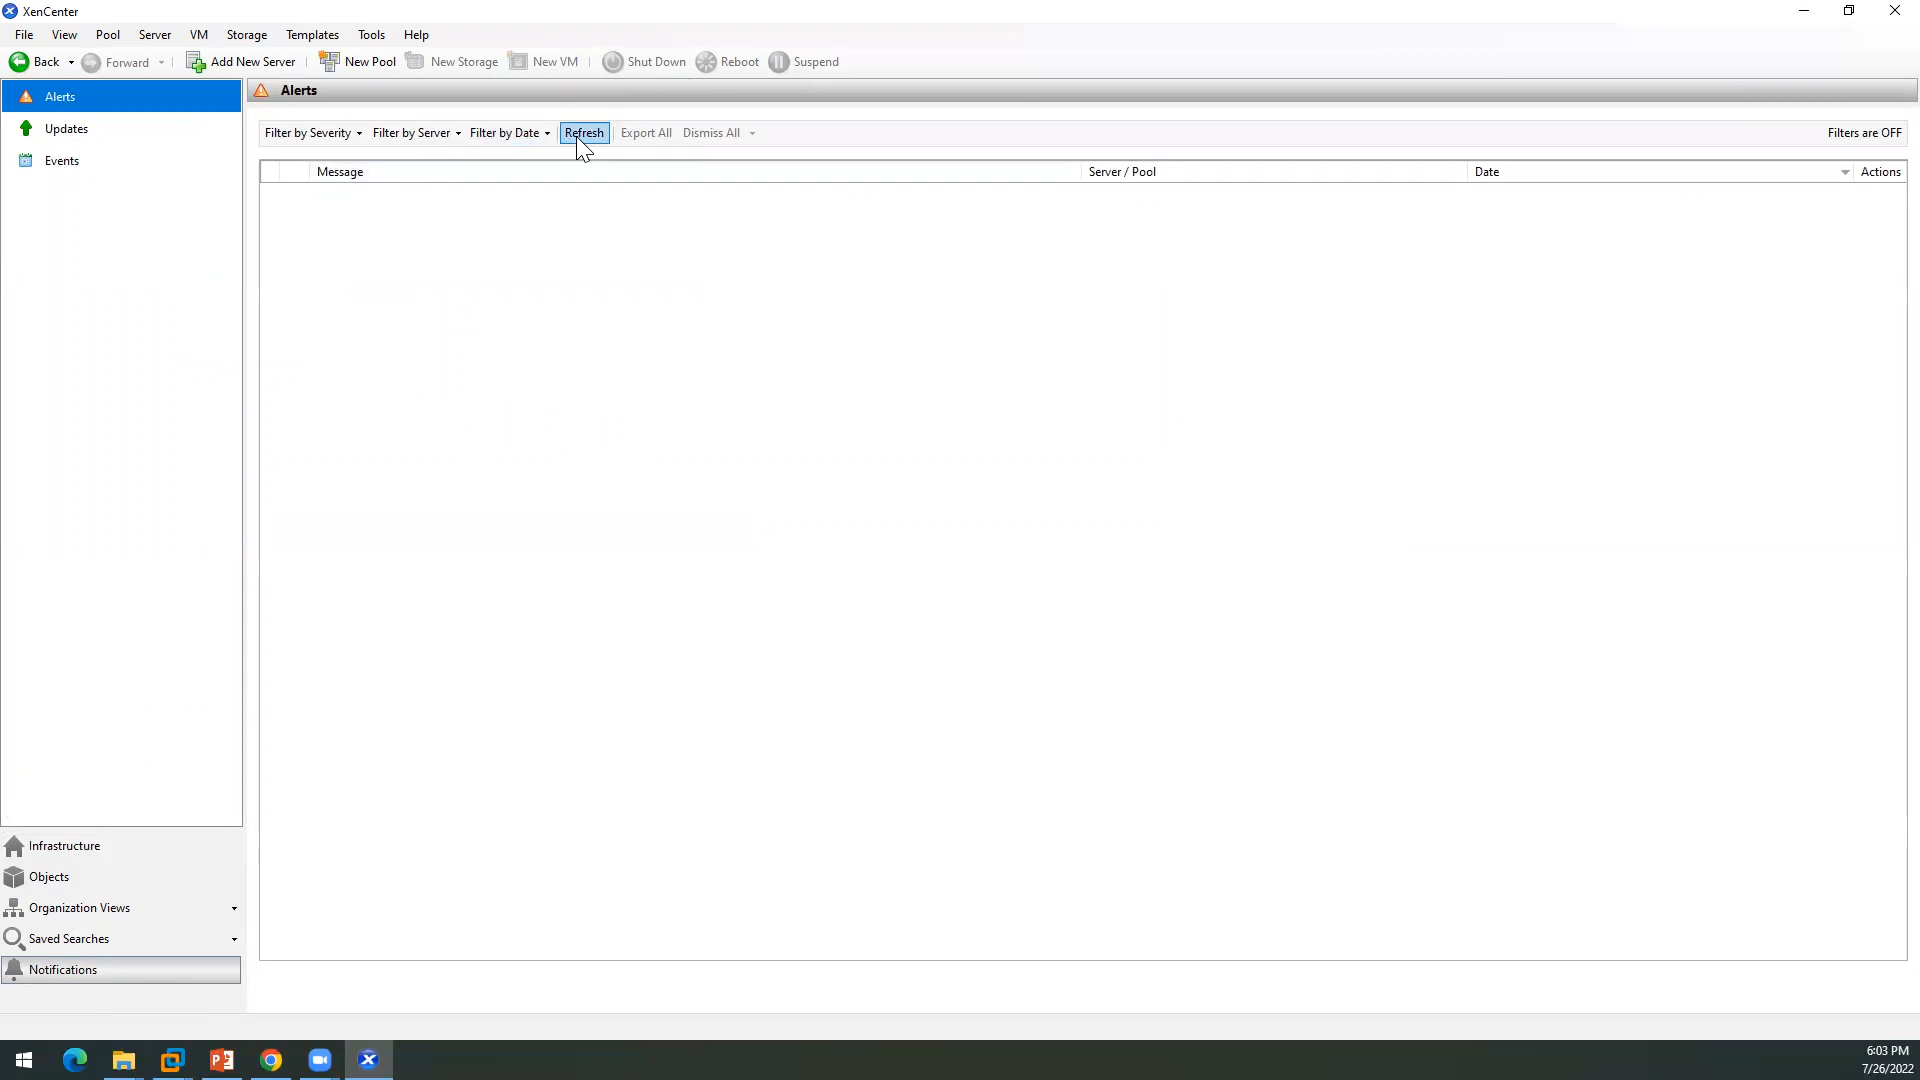 XenCenter
File View Pool Server VM Storage Templates Tools Help
Back Forward Add New Server New Pool New Storage New VM Shut Down Reboot Suspend
Alerts
Updates
Events
Alerts
Filter by Severity Filter by Server Filter by Date Refresh Export All Dismiss All Filters are OFF
Message Server / Pool Date Actions
Infrastructure
Objects
Organization Views
Saved Searches
Notifications
6:03 PM
7/26/2022